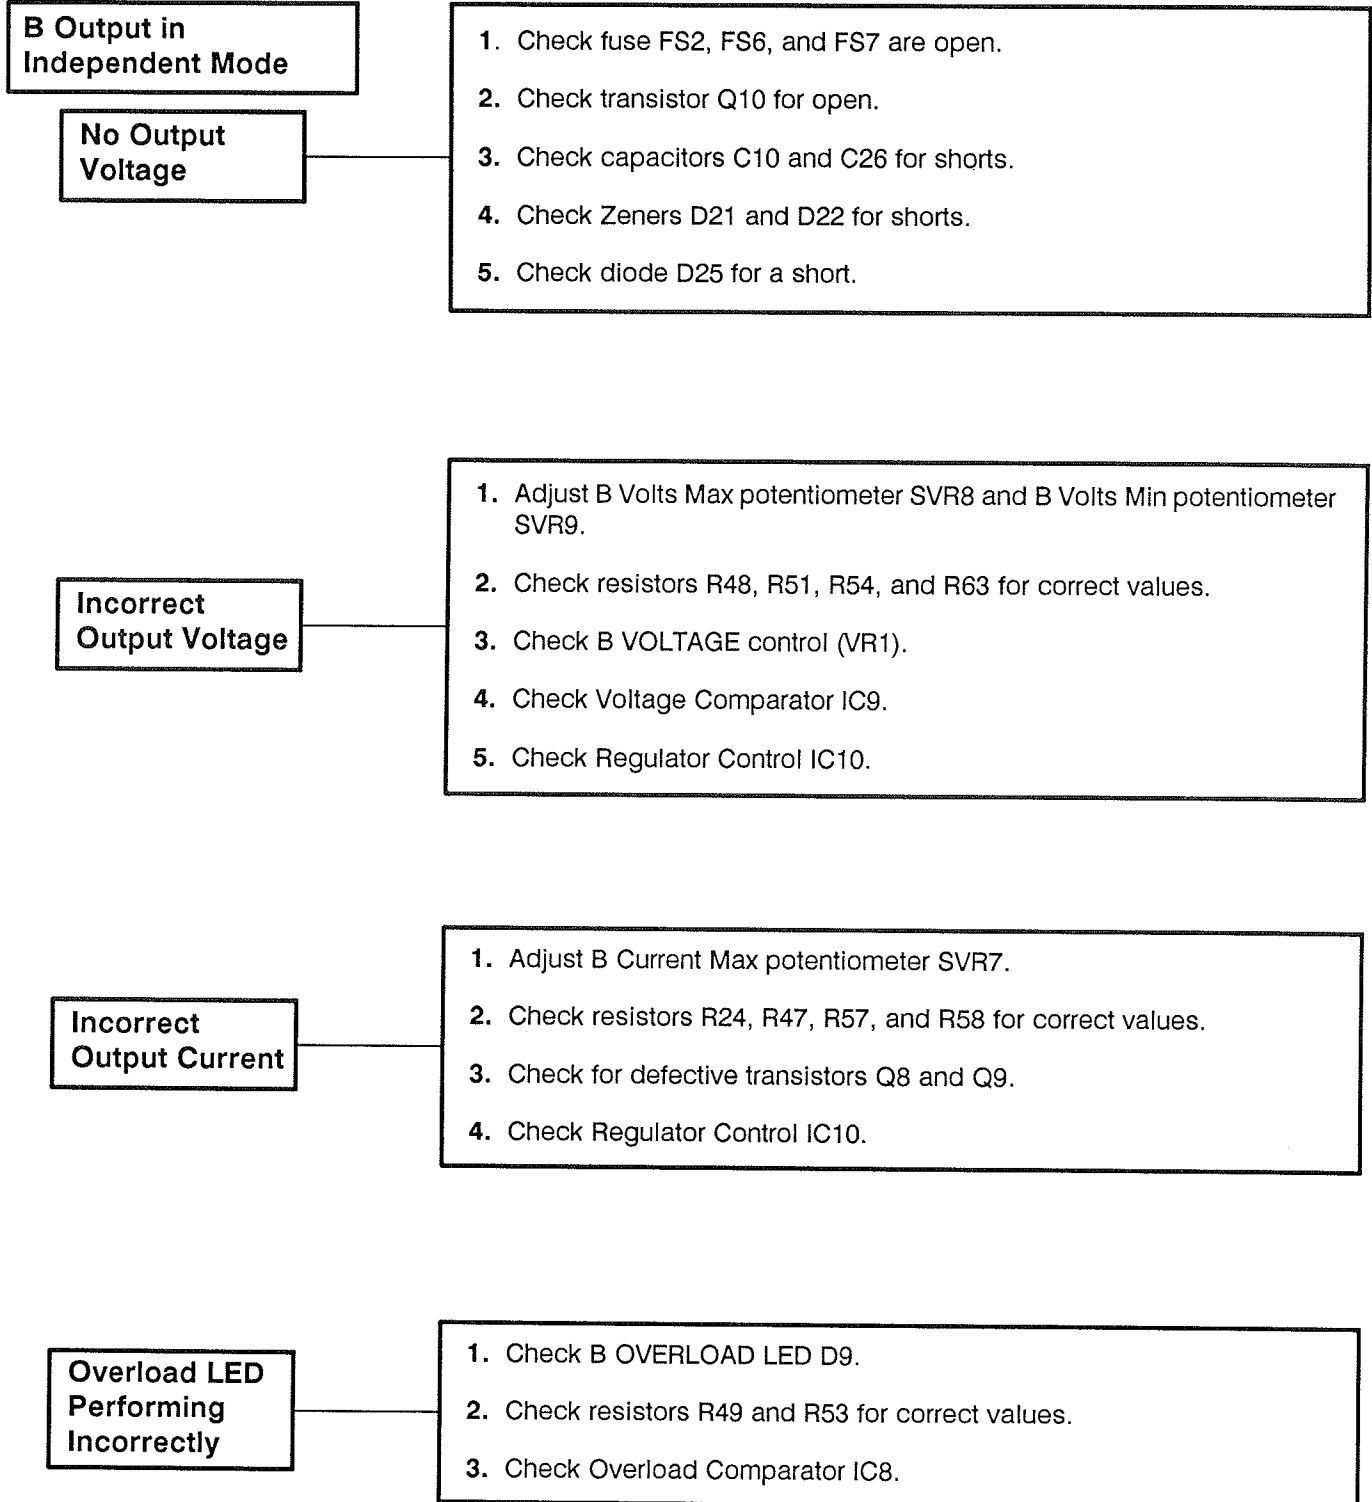 B Output in
Independent Mode
No Output
Voltage
1. Check fuse FS2, FS6, and FS7 are open.
2. Check transistor Q10 for open.
3. Check capacitors C10 and C26 for shorts.
4. Check Zeners D21 and D22 for shorts.
5. Check diode D25 for a short.
Incorrect
Output Voltage
1. Adjust B Volts Max potentiometer SVR8 and B Volts Min potentiometer
SVR9.
2. Check resistors R48, R51, R54, and R63 for correct values.
3. Check B VOLTAGE control (VR1).
4. Check Voltage Comparator IC9.
5. Check Regulator Control IC10.
Incorrect
Output Current
1. Adjust B Current Max potentiometer SVR7.
2. Check resistors R24, R47, R57, and R58 for correct values.
3. Check for defective transistors Q8 and Q9.
4. Check Regulator Control IC10.
Overload LED
Performing
Incorrectly
1. Check B OVERLOAD LED D9.
2. Check resistors R49 and R53 for correct values.
3. Check Overload Comparator IC8.